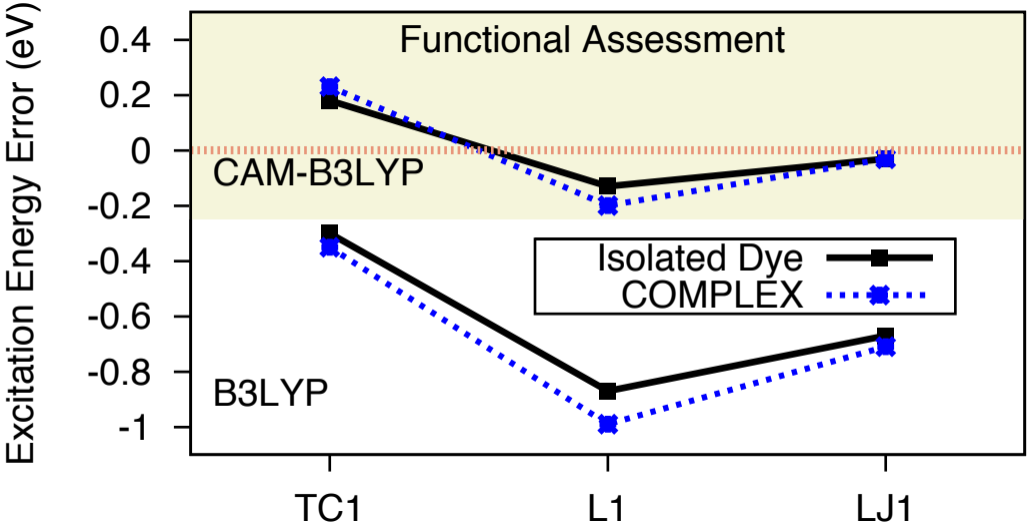 Functional Assessment
Excitation Energy Error (eV)
0.4
0.2
0
-0.2
-0.4
-0.6
-0.8
-1
CAM-B3LYP
Isolated Dye
COMPLEX
B3LYP
TC1
L1
LJ1